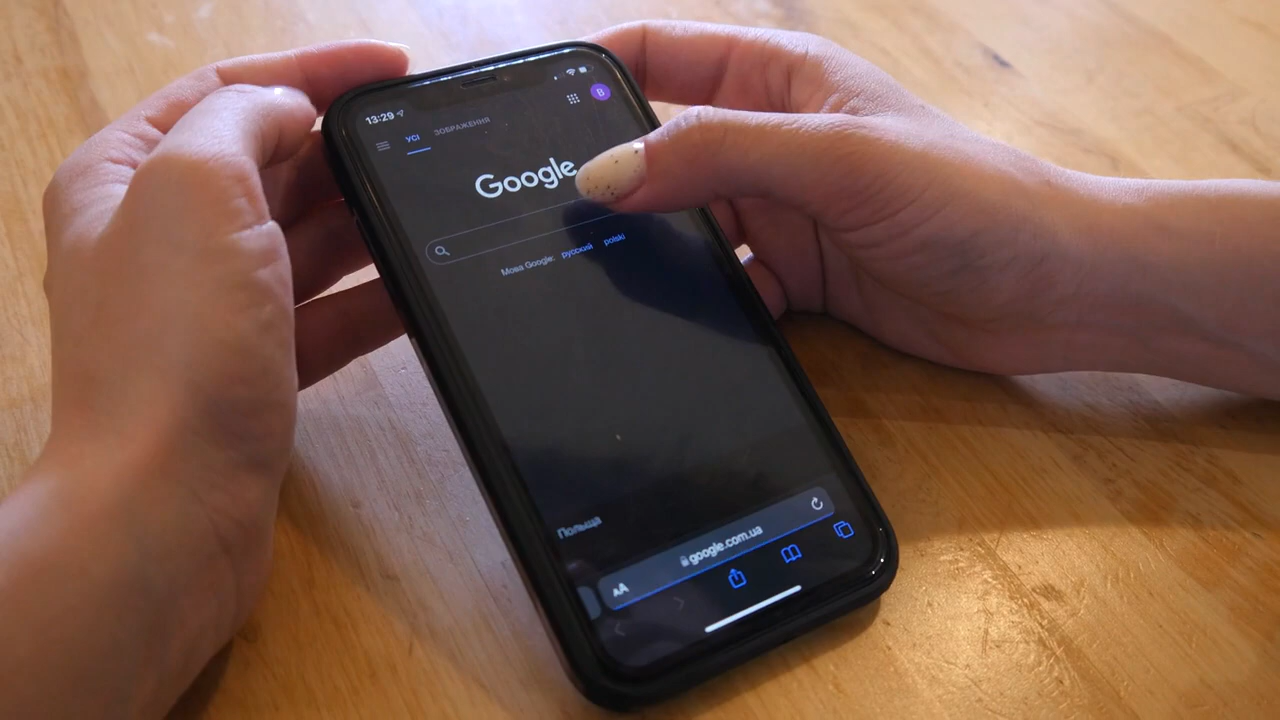 13:29
B
УСІ ЗОБРАЖЕННЯ
Google
Мова Google: русский polski
Польща
AA google.com.ua